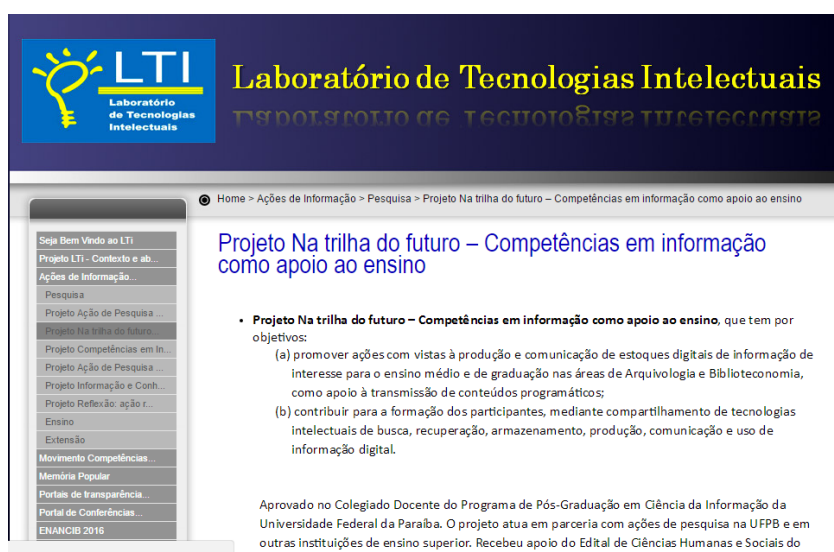 LTI
Laboratório
de Tecnologias
Intelectuais
Laboratório de Tecnologias Intelectuais
Home > Ações de Informação > Pesquisa > Projeto Na trilha do futuro – Competências em informação como apoio ao ensino
Seja Bem Vindo ao LTi
Projeto LTi - Contexto e ab...
Ações de Informação...
Pesquisa
Projeto Ação de Pesquisa ...
Projeto Na trilha do futuro...
Projeto Competências em In...
Projeto Ação de Pesquisa ...
Projeto Informação e Conh...
Projeto Reflexão: ação r...
Ensino
Extensão
Movimento Competências...
Memória Popular
Portais de transparência...
Portal de Conferências...
ENANCIB 2016
Projeto Na trilha do futuro – Competências em informação
como apoio ao ensino
• Projeto Na trilha do futuro – Competências em informação como apoio ao ensino, que tem por
objetivos:
(a) promover ações com vistas à produção e comunicação de estoques digitais de informação de
interesse para o ensino médio e de graduação nas áreas de Arquivologia e Biblioteconomia,
como apoio à transmissão de conteúdos programáticos;
(b) contribuir para a formação dos participantes, mediante compartilhamento de tecnologias
intelectuais de busca, recuperação, armazenamento, produção, comunicação e uso de
informação digital.
Aprovado no Colegiado Docente do Programa de Pós-Graduação em Ciência da Informação da
Universidade Federal da Paraíba. O projeto atua em parceria com ações de pesquisa na UFPB e em
outras instituições de ensino superior. Recebeu apoio do Edital de Ciências Humanas e Sociais do